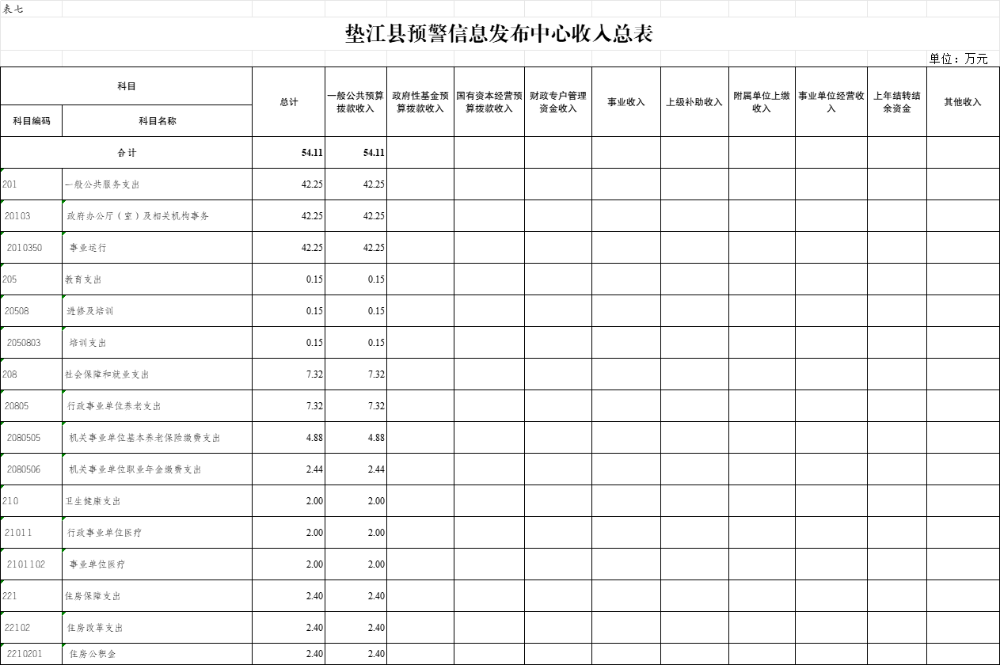 表七
垫江县预警信息发布中心收入总表
单位：万元
科目 总计 一般公共预算拨款收入 政府性基金预算拨款收入 国有资本经营预算拨款收入 财政专户管理资金收入 事业收入 上级补助收入 附属单位上缴收入 事业单位经营收入 上年结转结余资金 其他收入
科目编码 科目名称
合计 54.11 54.11
201 一般公共服务支出 42.25 42.25
20103 政府办公厅（室）及相关机构事务 42.25 42.25
2010350 事业运行 42.25 42.25
205 教育支出 0.15 0.15
20508 进修及培训 0.15 0.15
2050803 培训支出 0.15 0.15
208 社会保障和就业支出 7.32 7.32
20805 行政事业单位养老支出 7.32 7.32
2080505 机关事业单位基本养老保险缴费支出 4.88 4.88
2080506 机关事业单位职业年金缴费支出 2.44 2.44
210 卫生健康支出 2.00 2.00
21011 行政事业单位医疗 2.00 2.00
2101102 事业单位医疗 2.00 2.00
221 住房保障支出 2.40 2.40
22102 住房改革支出 2.40 2.40
2210201 住房公积金 2.40 2.40